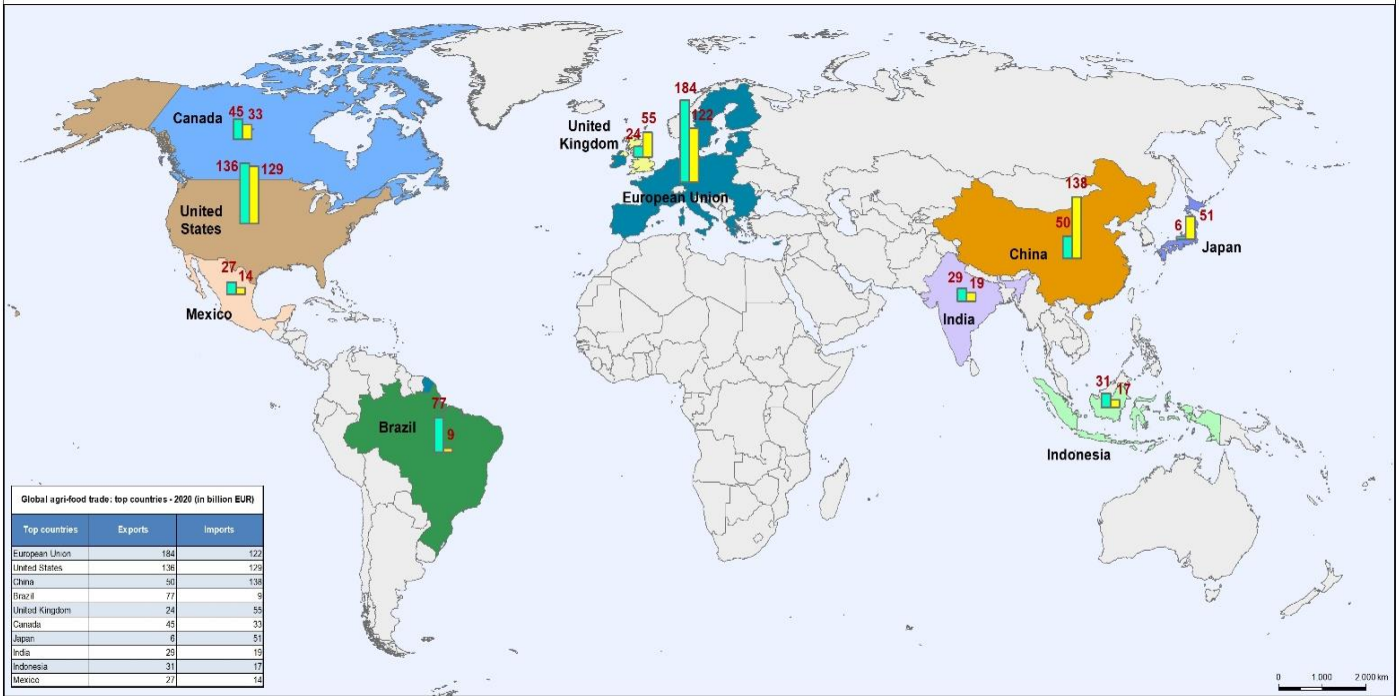 184
Canada
45 33
55
United
Kingdom
24
122
136
129
138
European Union
United
States
50
6
51
China
Japan
27
14
29
19
Mexico
India
31
17
77
Brazil
9
Indonesia
Global agri-food trade: top countries - 2020 (in billion EUR)
Top countries Exports Imports
European Union 184 122
United States 136 129
China 50 138
Brazil 77 9
United Kingdom 24 55
Canada 45 33
Japan 6 51
India 29 19
Indonesia 31 17
Mexico 27 14
0 1 000 2 000 km